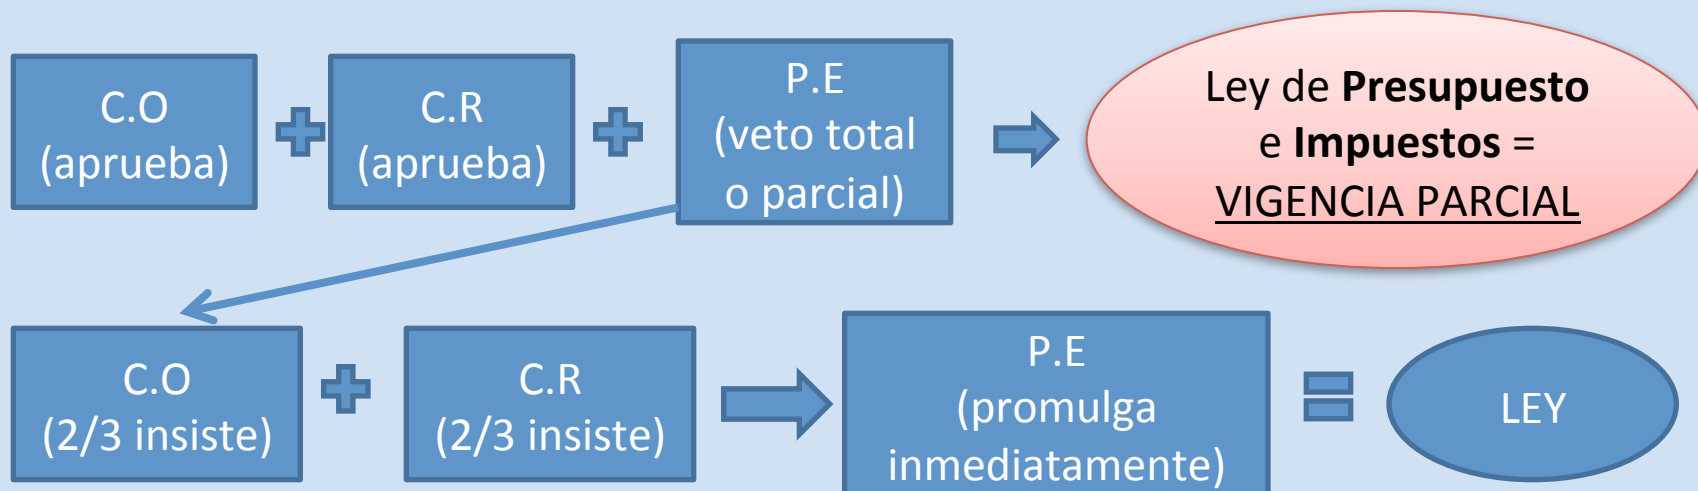 C.O
(aprueba)
C.R
(aprueba)
P.E
(veto total
o parcial)
Ley de Presupuesto
e Impuestos =
VIGENCIA PARCIAL
C.O
(2/3 insiste)
C.R
(2/3 insiste)
P.E
(promulga
inmediatamente)
LEY